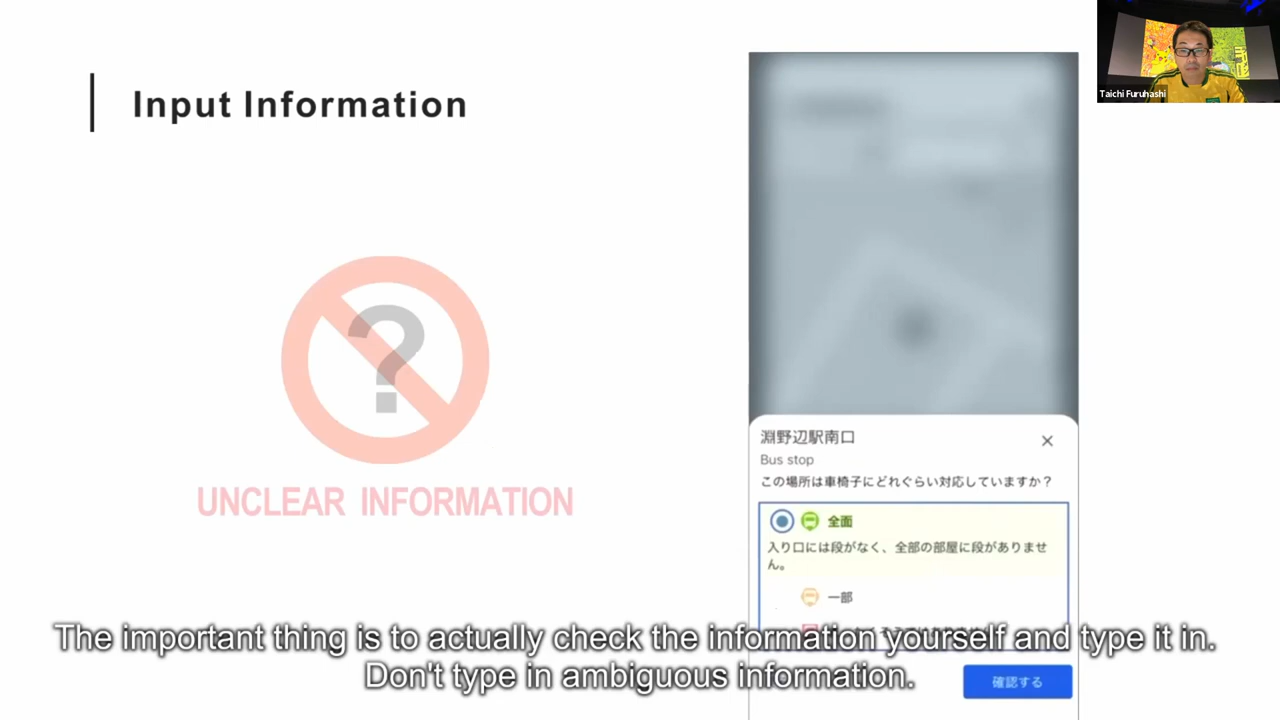 Input Information
Taichi Furuhashi
UNCLEAR INFORMATION
淵野辺駅南口
Bus stop
この場所は車椅子にどれぐらい対応していますか？
全面
入り口には段がなく、全部の部屋に段がありませ
ん。
一部
The important thing is to actually check the information yourself and type it in.
Don't type in ambiguous information.
確認する